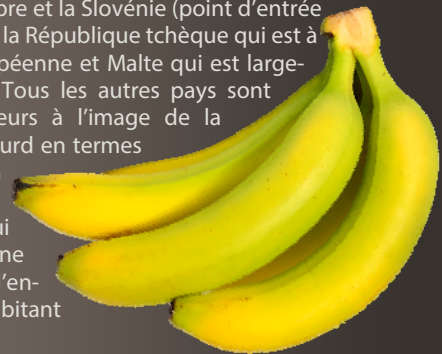 bre et la Slovénie (point d’entrée
la République tchèque qui est à
péenne et Malte qui est large-
Tous les autres pays sont
eurs à l’image de la
urd en termes
ui
ne
’en-
bitant